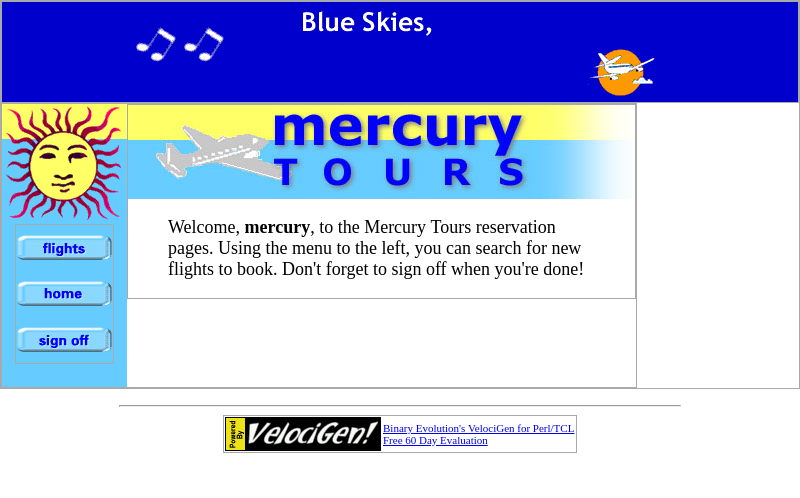 Blue Skies,
mercury
TOURS
Welcome, mercury, to the Mercury Tours reservation
pages. Using the menu to the left, you can search for new
flights to book. Don't forget to sign off when you're done!
flights
home
sign off
Powered
By
VelociGen!
Binary Evolution's VelociGen for Perl/TCL
Free 60 Day Evaluation